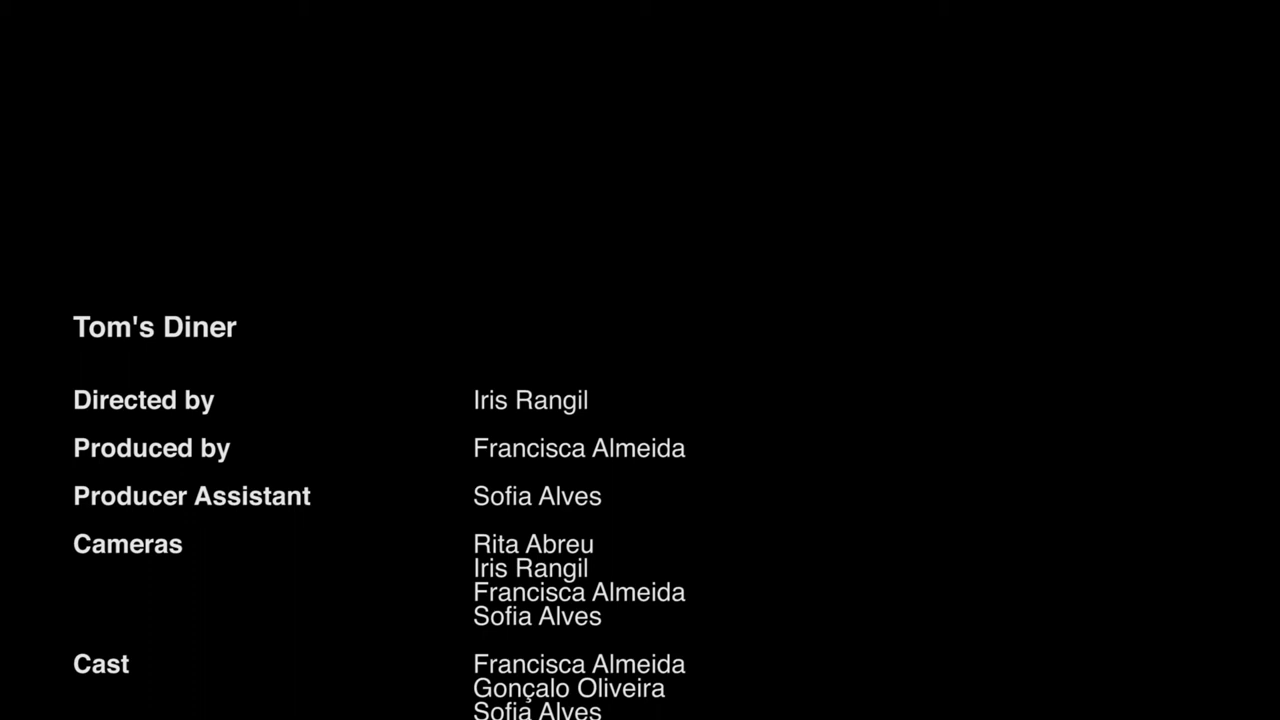 Tom's Diner
Directed by Iris Rangil
Produced by Francisca Almeida
Producer Assistant Sofia Alves
Cameras Rita Abreu
Iris Rangil
Francisca Almeida
Sofia Alves
Cast Francisca Almeida
Gonçalo Oliveira
Sofia Alves